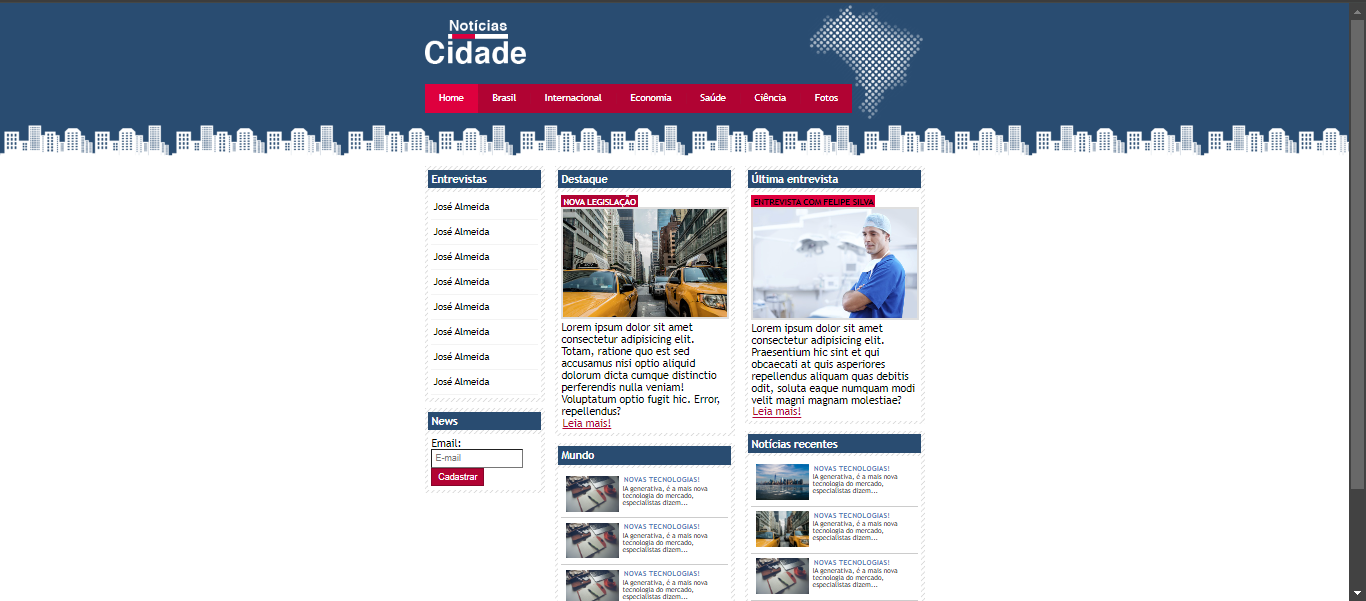 Notícias
Cidade
Home Brasil Internacional Economia Saúde Ciência Fotos
Entrevistas
José Almeida
José Almeida
José Almeida
José Almeida
José Almeida
José Almeida
José Almeida
José Almeida
News
Email:
E-mail
Cadastrar
Destaque
NOVA LEGISLAÇÃO
Lorem ipsum dolor sit amet
consectetur adipisicing elit.
Totam, ratione quo est sed
accusamus nisi optio aliquid
dolorum dicta cumque distinctio
perferendis nulla veniam!
Voluptatum optio fugit hic. Error,
repellendus?
Leia mais!
Mundo
NOVAS TECNOLOGIAS!
IA generativa, é a mais nova
tecnologia do mercado,
especialistas dizem...
NOVAS TECNOLOGIAS!
IA generativa, é a mais nova
tecnologia do mercado,
especialistas dizem...
NOVAS TECNOLOGIAS!
IA generativa, é a mais nova
tecnologia do mercado,
especialistas dizem...
Última entrevista
ENTREVISTA COM FELIPE SILVA
Lorem ipsum dolor sit amet
consectetur adipisicing elit.
Praesentium hic sint et qui
obcaecati at quis asperiores
repellendus aliquam quas debitis
odit, soluta eaque numquam modi
velit magni magnam molestiae?
Leia mais!
Notícias recentes
NOVAS TECNOLOGIAS!
IA generativa, é a mais nova
tecnologia do mercado,
especialistas dizem...
NOVAS TECNOLOGIAS!
IA generativa, é a mais nova
tecnologia do mercado,
especialistas dizem...
NOVAS TECNOLOGIAS!
IA generativa, é a mais nova
tecnologia do mercado,
especialistas dizem...